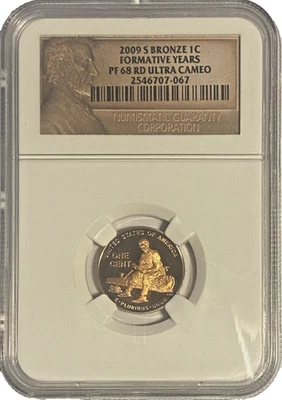 2009 S BRONZE 1C
FORMATIVE YEARS
PF 68 RD ULTRA CAMEO
2546707-067
NUMISMATIC GUARANTY
CORPORATION
UNITED STATES OF AMERICA
ONE
CENT
E·PLURIBUS·UNUM